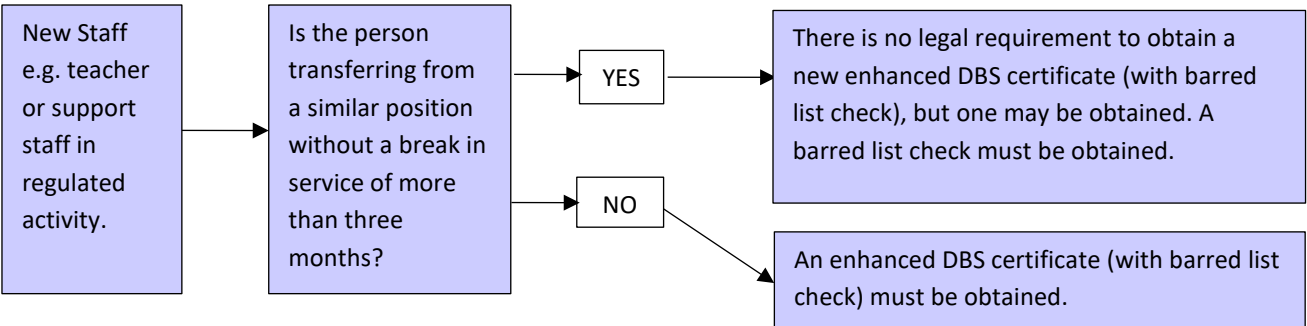 New Staff
e.g. teacher
or support
staff in
regulated
activity.
Is the person
transferring from
a similar position
without a break in
service of more
than three
months?
YES
There is no legal requirement to obtain a
new enhanced DBS certificate (with barred
list check), but one may be obtained. A
barred list check must be obtained.
NO
An enhanced DBS certificate (with barred list
check) must be obtained.